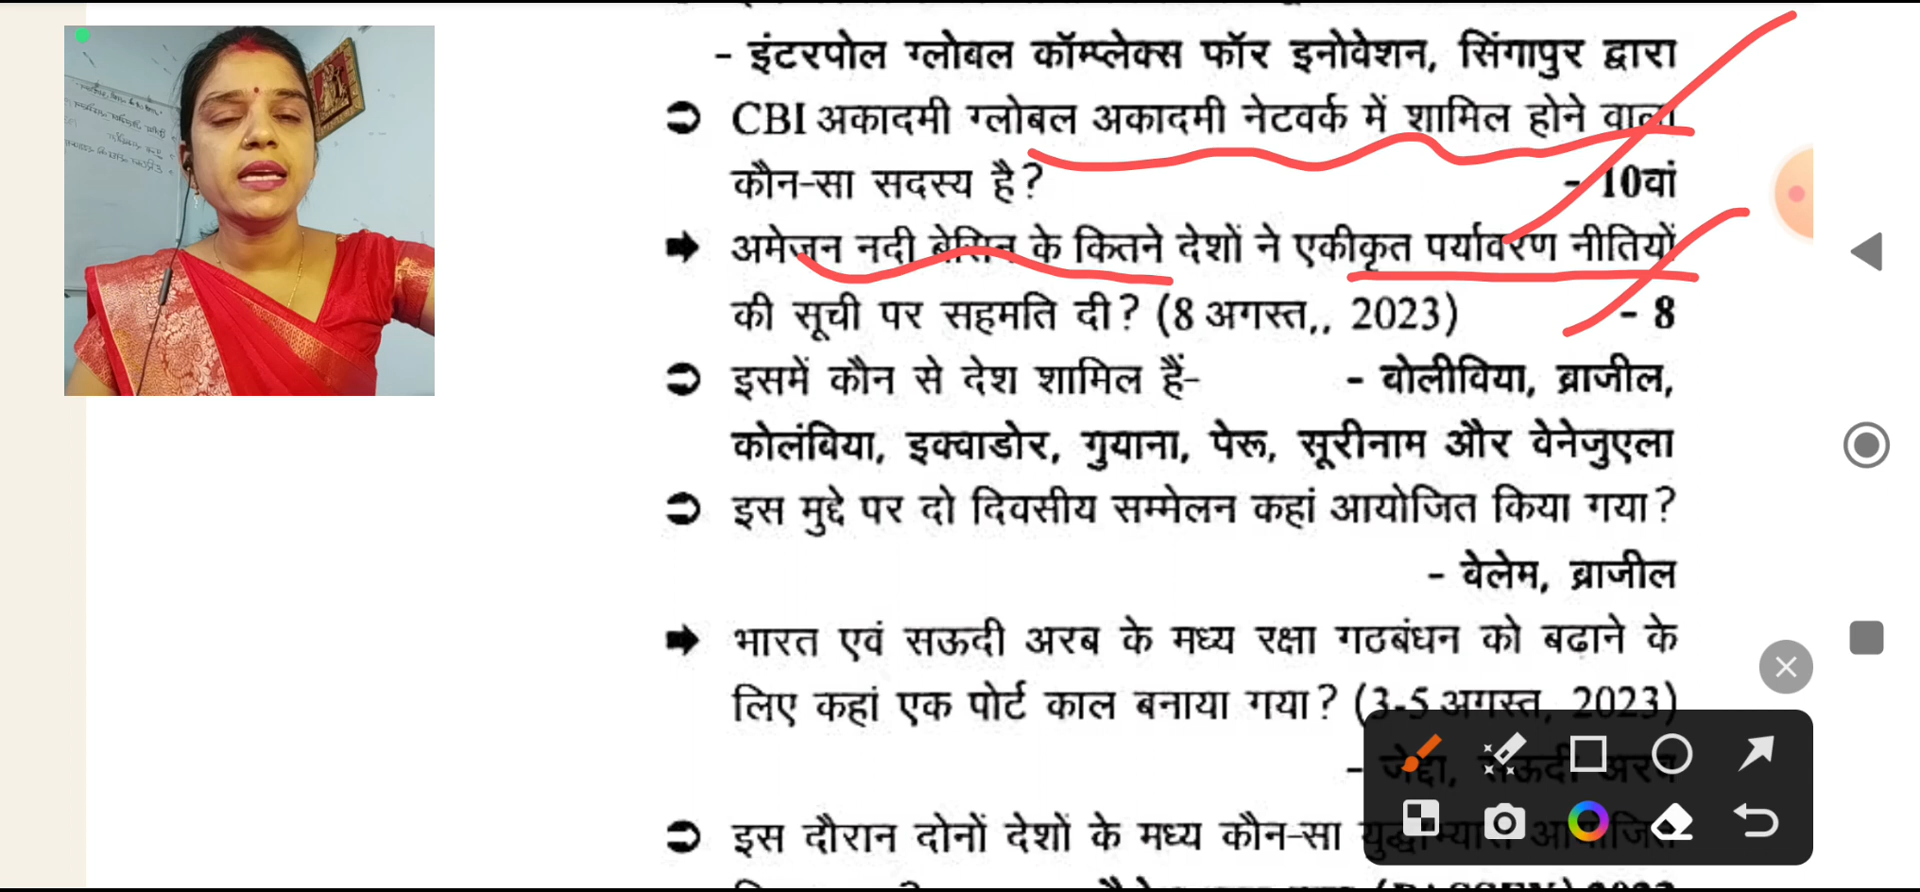 - इंटरपोल ग्लोबल कॉम्प्लेक्स फॉर इनोवेशन, सिंगापुर द्वारा
CBI अकादमी ग्लोबल अकादमी नेटवर्क में शामिल होने वाला
कौन-सा सदस्य है? - 10वां
अमेजन नदी बेसिन के कितने देशों ने एकीकृत पर्यावरण नीतियों
की सूची पर सहमति दी? (8 अगस्त,, 2023) - 8
इसमें कौन से देश शामिल हैं- - बोलीविया, ब्राजील,
कोलंबिया, इक्वाडोर, गुयाना, पेरू, सूरीनाम और वेनेजुएला
इस मुद्दे पर दो दिवसीय सम्मेलन कहां आयोजित किया गया?
- बेलेम, ब्राजील
भारत एवं सऊदी अरब के मध्य रक्षा गठबंधन को बढाने के
लिए कहां एक पोर्ट काल बनाया गया? (3-5 अगस्त, 2023)
- जेद्दा, सऊदी अरब
इस दौरान दोनों देशों के मध्य कौन-सा युद्धाभ्यास आयोजित